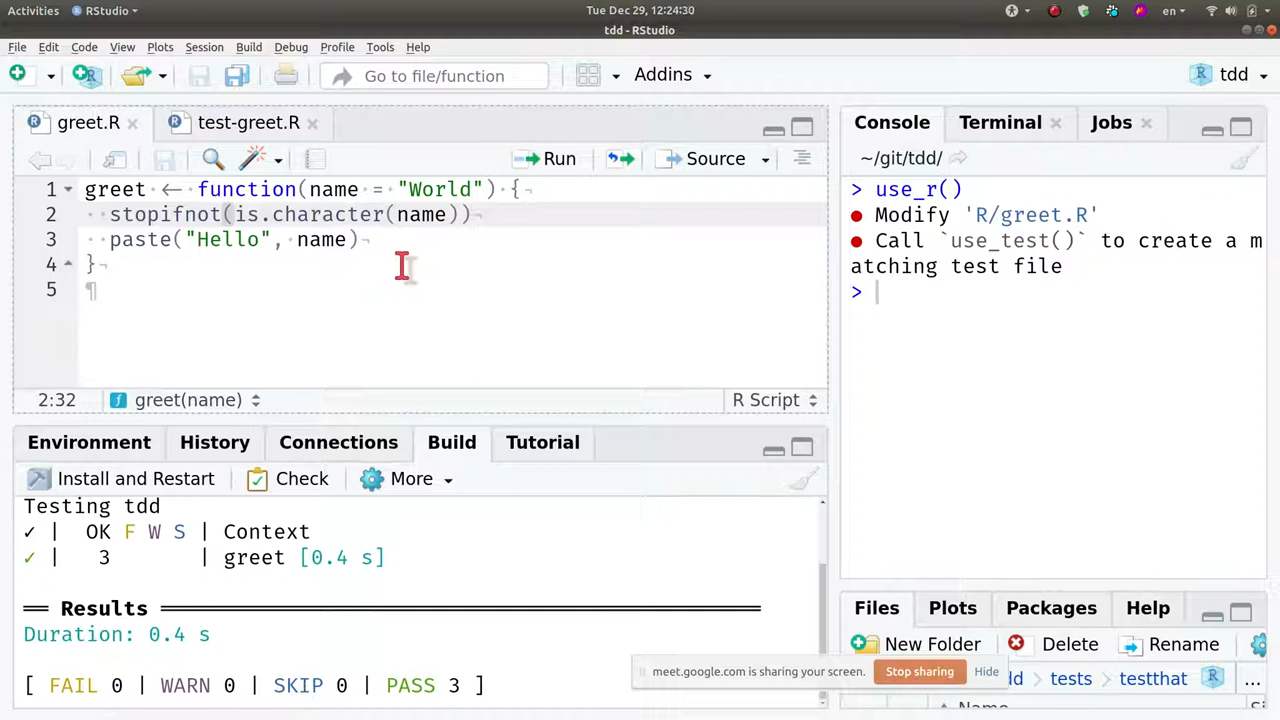 Activities RStudio Tue Dec 29, 12:24:30 en
tdd - RStudio
File Edit Code View Plots Session Build Debug Profile Tools Help
Go to file/function Addins tdd
greet.R test-greet.R
Run Source
1 greet <- function(name = "World") {
2 stopifnot(is.character(name))
3 paste("Hello", name)
4 }
5
2:32 greet(name) R Script
Environment History Connections Build Tutorial
Install and Restart Check More
Testing tdd
✓ | OK F W S | Context
✓ | 3 | greet [0.4 s]
══ Results ══════════════════════════════
Duration: 0.4 s
[ FAIL 0 | WARN 0 | SKIP 0 | PASS 3 ]
Console Terminal Jobs
~/git/tdd/
> use_r()
● Modify 'R/greet.R'
● Call `use_test()` to create a m
atching test file
>
Files Plots Packages Help
New Folder Delete Rename
meet.google.com is sharing your screen. Stop sharing Hide
tests testthat ...